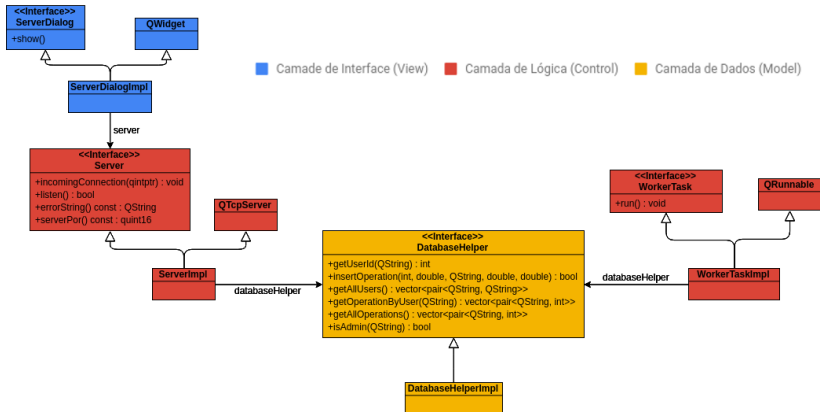 <<Interface>>
ServerDialog
+show()
QWidget
ServerDialogImpl
Camade de Interface (View)
Camada de Lógica (Control)
Camada de Dados (Model)
server
<<Interface>>
Server
+incomingConnection(qintptr) : void
+listen() : bool
+errorString() const : QString
+serverPor() const : quint16
QTcpServer
ServerImpl
databaseHelper
<<Interface>>
DatabaseHelper
+getUserId(QString) : int
+insertOperation(int, double, QString, double, double) : bool
+getAllUsers() : vector<pair<QString, QString>>
+getOperationByUser(QString) : vector<pair<QString, int>>
+getAllOperations() : vector<pair<QString, int>>
+isAdmin(QString) : bool
DatabaseHelperImpl
<<Interface>>
WorkerTask
+run() : void
QRunnable
WorkerTaskImpl
databaseHelper